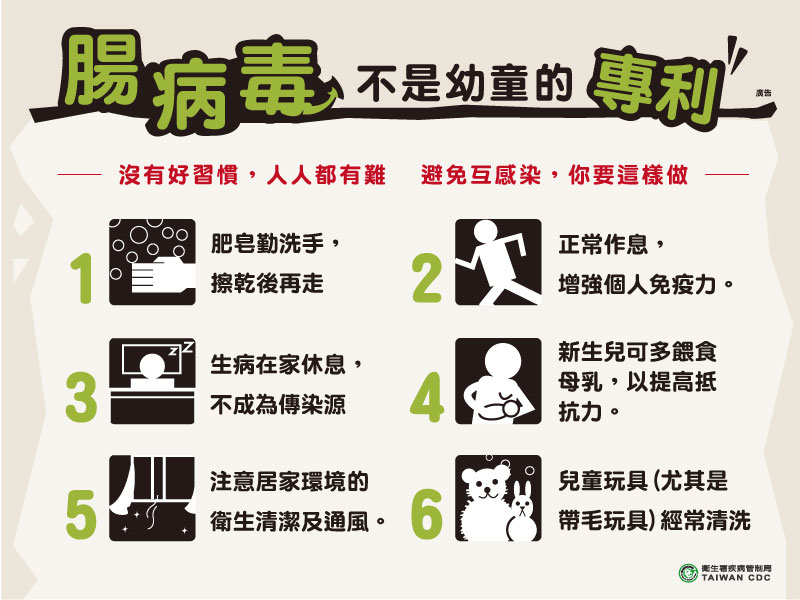 腸病毒 不是幼童的 專利
廣告
沒有好習慣，人人都有難 避免互感染，你要這樣做
1
肥皂勤洗手，
擦乾後再走
2
正常作息，
增強個人免疫力。
3
zZ
生病在家休息，
不成為傳染源
4
新生兒可多餵食
母乳，以提高抵
抗力。
5
注意居家環境的
衛生清潔及通風。
6
兒童玩具(尤其是
帶毛玩具)經常清洗
衛生署疾病管制局
TAIWAN CDC